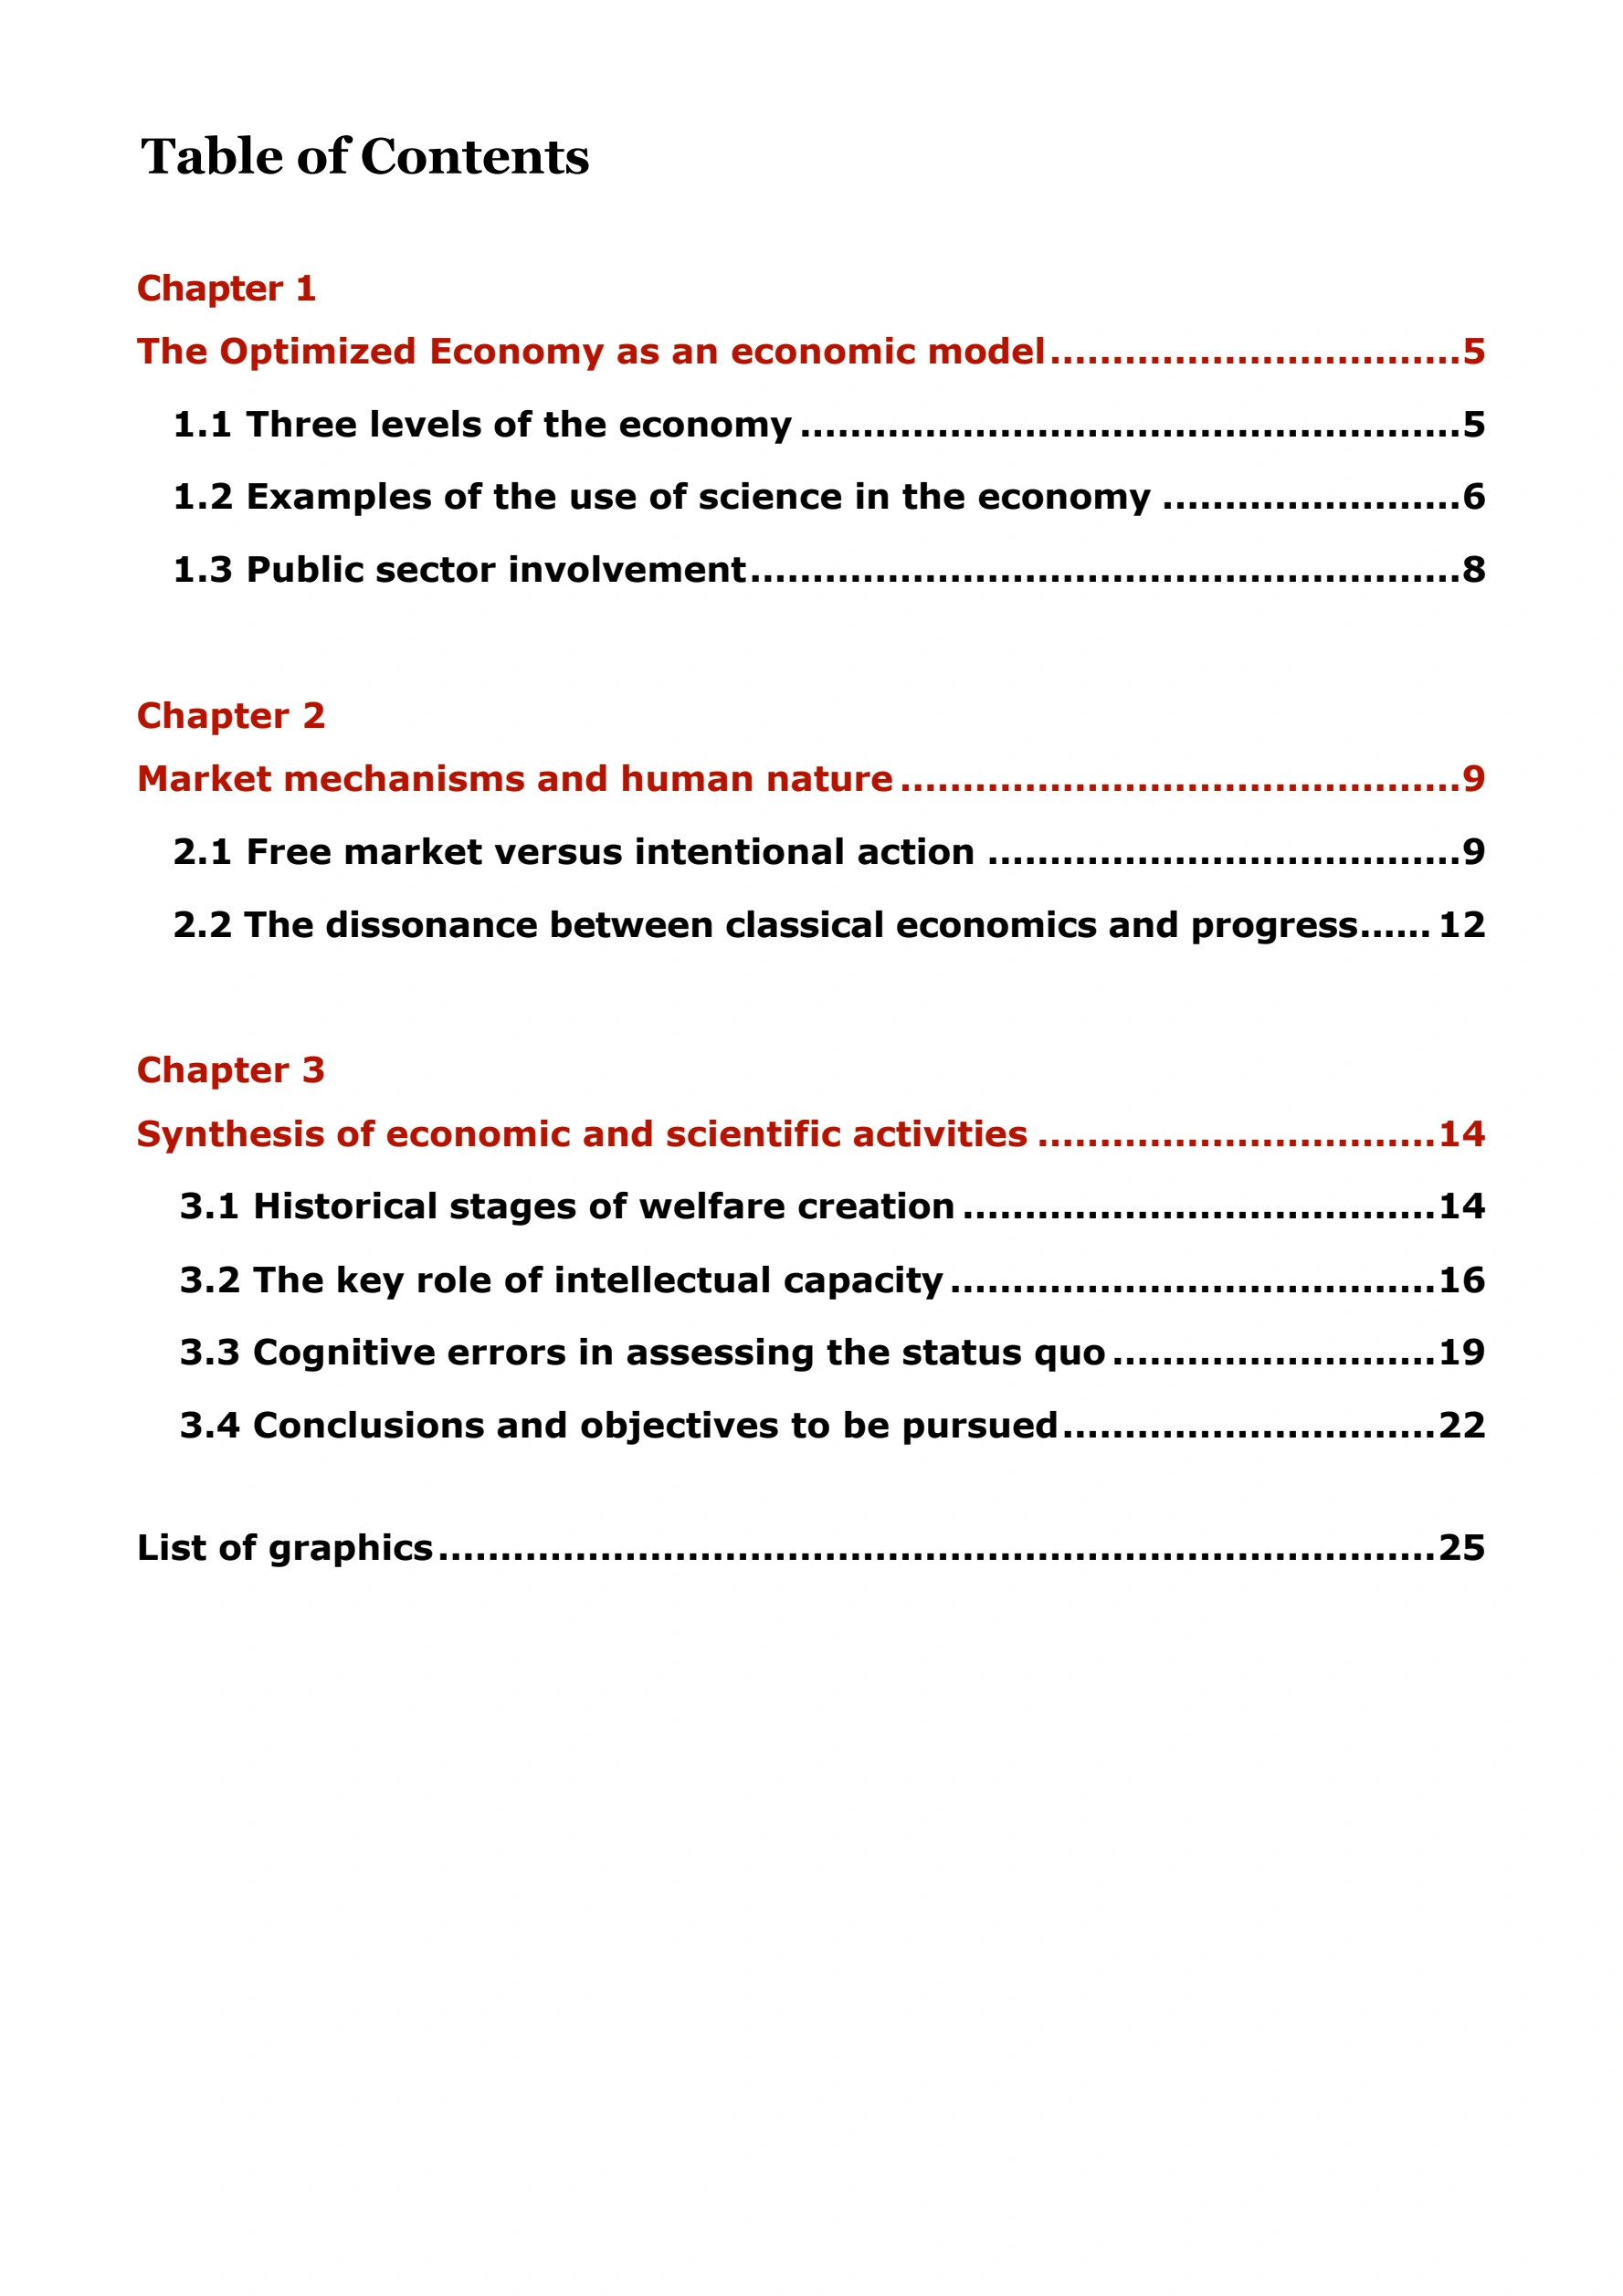 Table of Contents
Chapter 1
The Optimized Economy as an economic model.................................5
1.1 Three levels of the economy.....................................................5
1.2 Examples of the use of science in the economy ........................6
1.3 Public sector involvement.........................................................8
Chapter 2
Market mechanisms and human nature.............................................9
2.1 Free market versus intentional action ......................................9
2.2 The dissonance between classical economics and progress...... 12
Chapter 3
Synthesis of economic and scientific activities ................................14
3.1 Historical stages of welfare creation......................................14
3.2 The key role of intellectual capacity.......................................16
3.3 Cognitive errors in assessing the status quo..........................19
3.4 Conclusions and objectives to be pursued..............................22
List of graphics................................................................................25